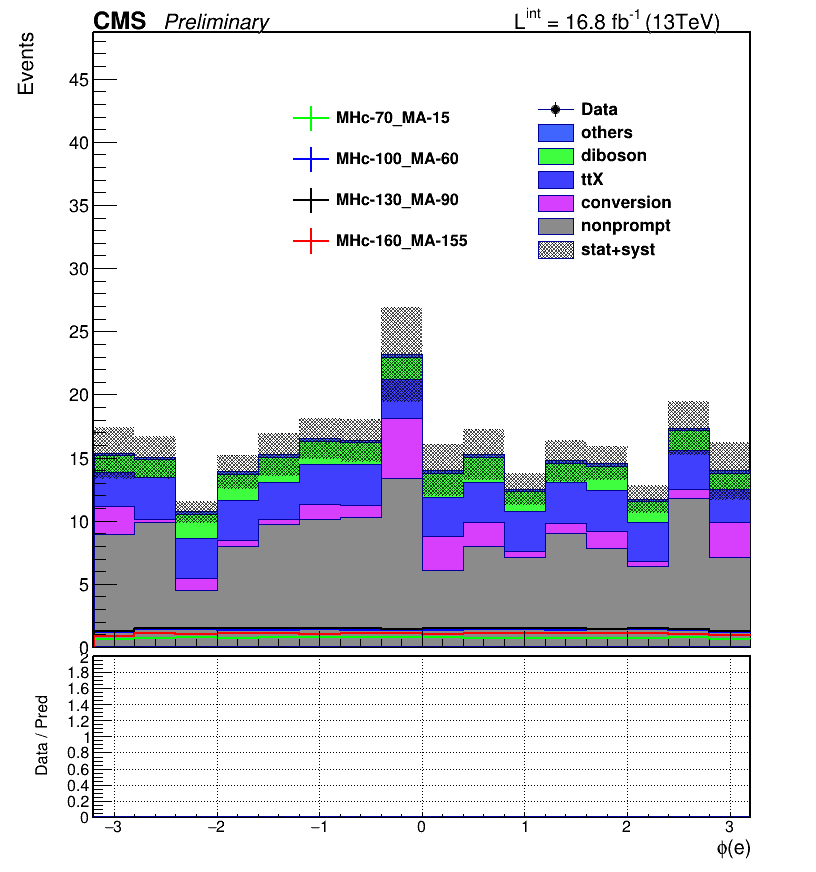 CMS Preliminary L^int = 16.8 fb^-1 (13TeV)
Events
45
40
35
30
25
20
15
10
5
0
MHc-70_MA-15
MHc-100_MA-60
MHc-130_MA-90
MHc-160_MA-155
Data
others
diboson
ttX
conversion
nonprompt
stat+syst
Data / Pred
2
1.8
1.6
1.4
1.2
1
0.8
0.6
0.4
0.2
0
−3 −2 −1 0 1 2 3
ϕ(e)